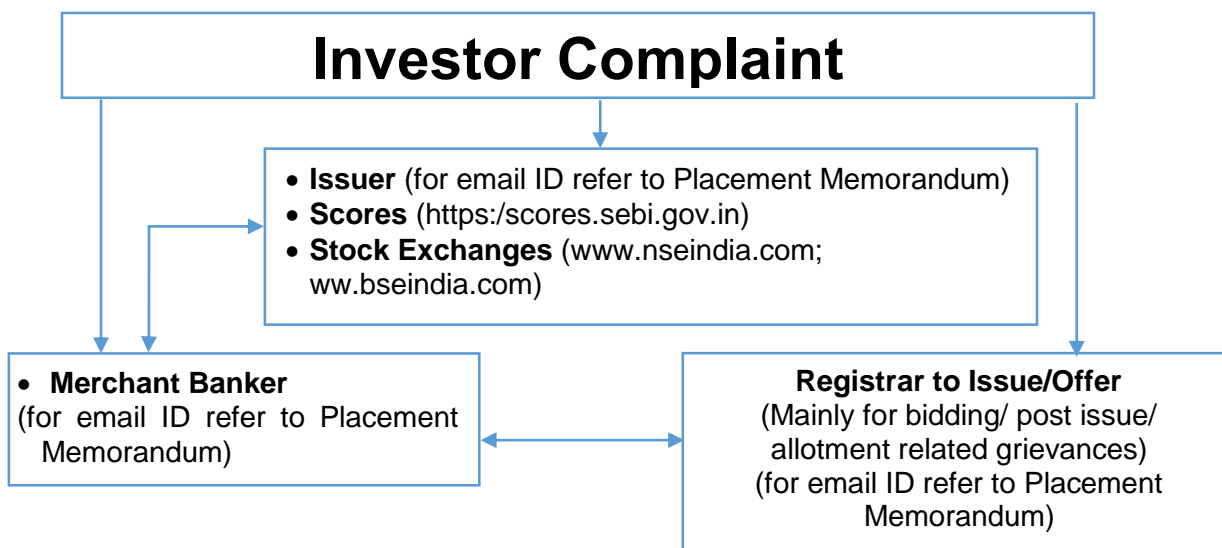 Investor Complaint
• Issuer (for email ID refer to Placement Memorandum)
• Scores (https:/scores.sebi.gov.in)
• Stock Exchanges (www.nseindia.com;
ww.bseindia.com)
• Merchant Banker
(for email ID refer to Placement
Memorandum)
Registrar to Issue/Offer
(Mainly for bidding/ post issue/
allotment related grievances)
(for email ID refer to Placement
Memorandum)